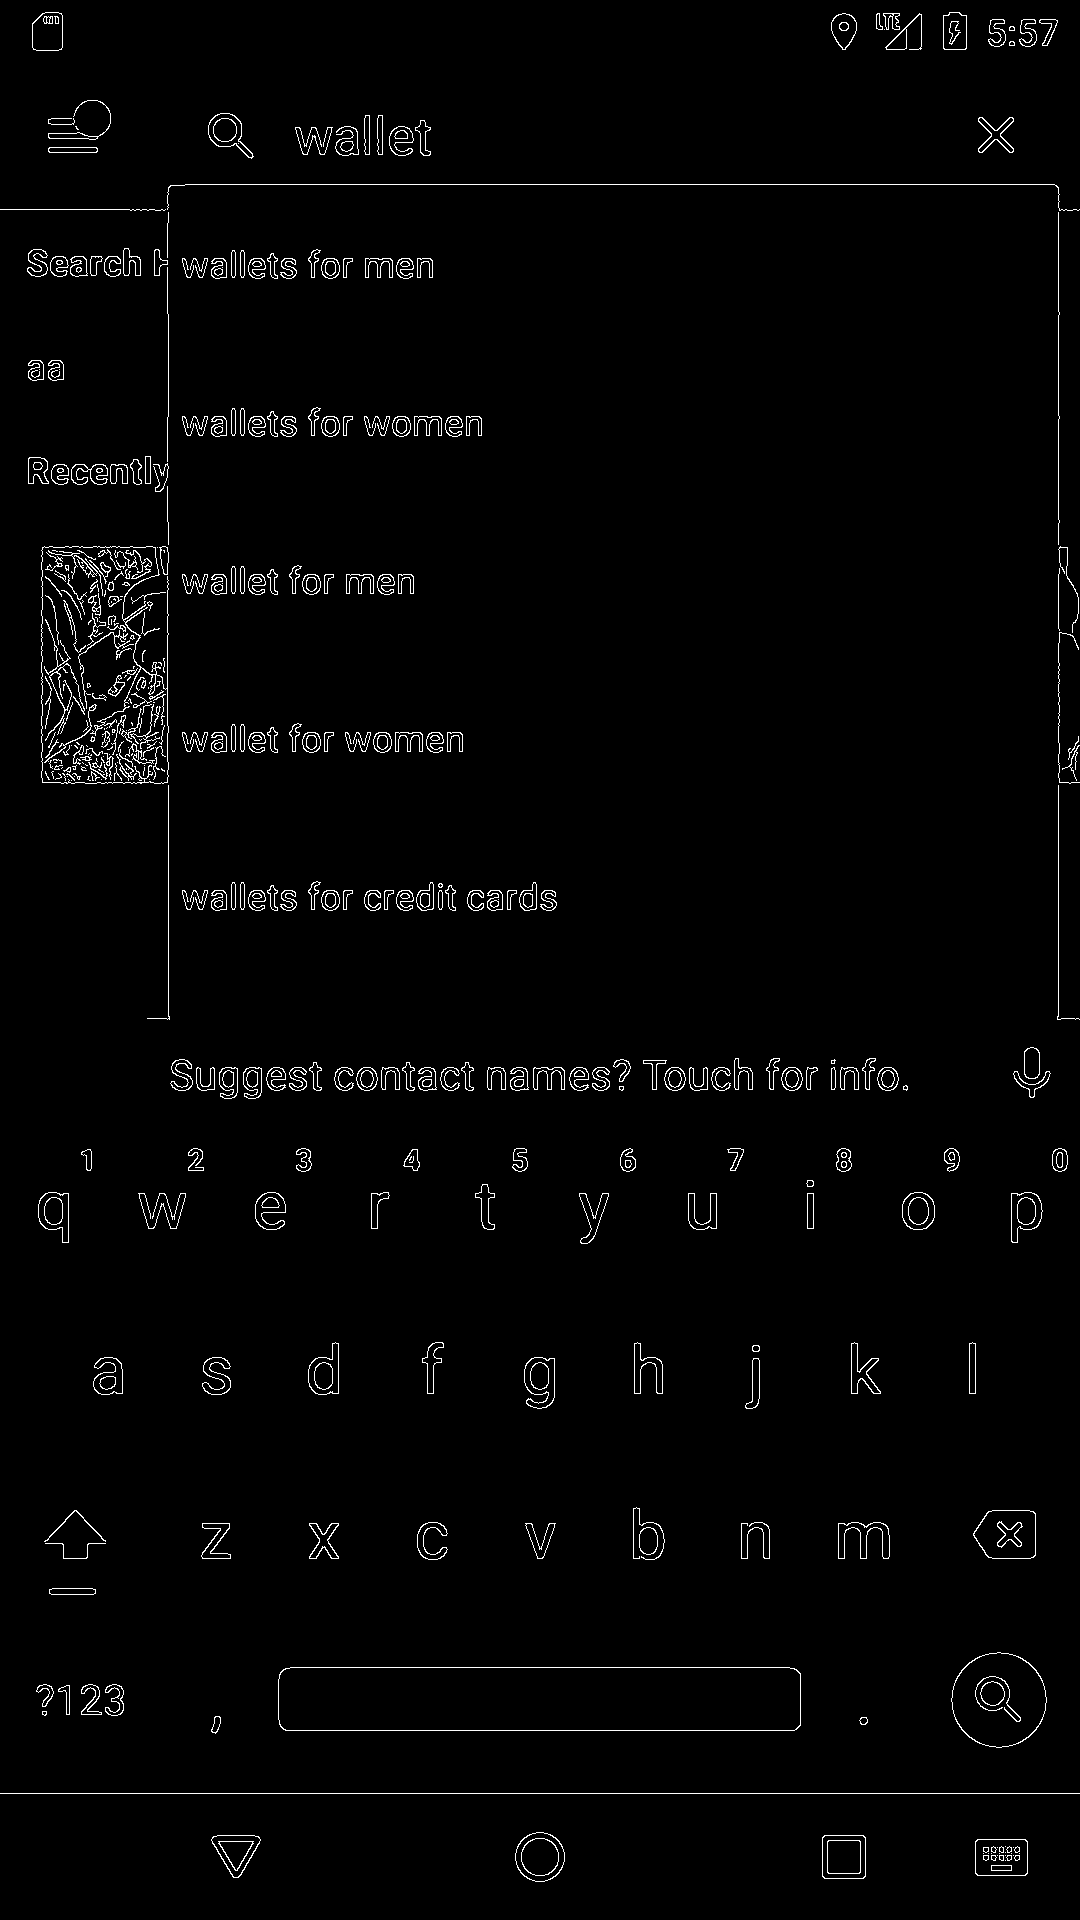 LTE 5:57
wallet
Search
wallets for men
aa
wallets for women
Recently
wallet for men
wallet for women
wallets for credit cards
Suggest contact names? Touch for info.
1 2 3 4 5 6 7 8 9 0
q w e r t y u i o p
a s d f g h j k l
z x c v b n m
?123 , .